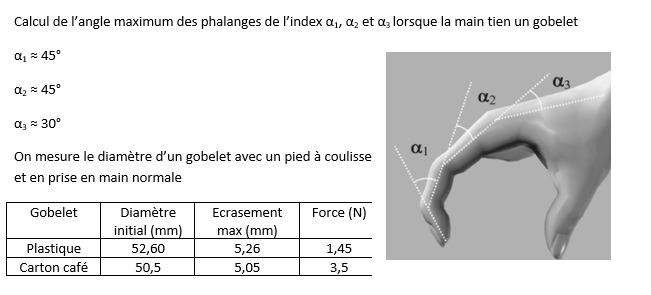 Calcul de l'angle maximum des phalanges de l'index α₁, α₂ et α₃ lorsque la main tien un gobelet
α₁ ≈ 45°
α₂ ≈ 45°
α₃ ≈ 30°
α3
α2
α1
On mesure le diamètre d'un gobelet avec un pied à coulisse
et en prise en main normale
Gobelet Diamètre initial (mm) Ecrasement max (mm) Force (N)
Plastique 52,60 5,26 1,45
Carton café 50,5 5,05 3,5